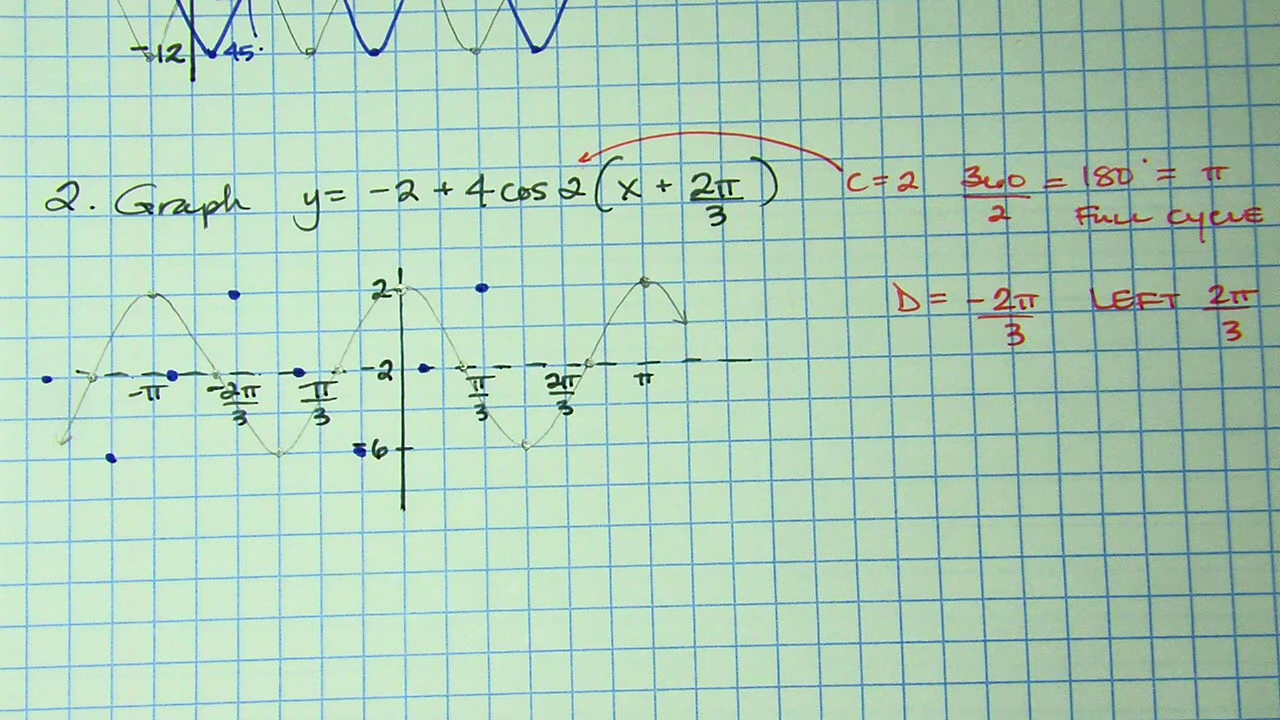 -12 45
2. Graph y = -2 + 4 cos 2 (x + 2π/3)
C = 2 360/2 = 180° = π
FULL CYCLE
D = -2π/3 LEFT 2π/3
2
-2
-π -2π/3 -π/3 π/3 2π/3 π
-6